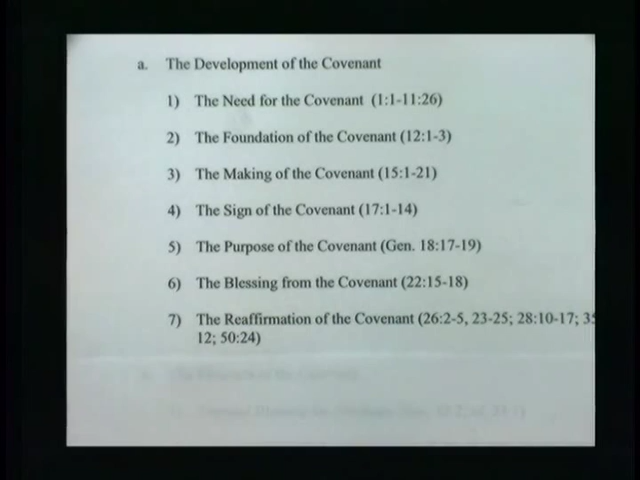 a. The Development of the Covenant
1) The Need for the Covenant (1:1-11:26)
2) The Foundation of the Covenant (12:1-3)
3) The Making of the Covenant (15:1-21)
4) The Sign of the Covenant (17:1-14)
5) The Purpose of the Covenant (Gen. 18:17-19)
6) The Blessing from the Covenant (22:15-18)
7) The Reaffirmation of the Covenant (26:2-5, 23-25; 28:10-17;
12; 50:24)